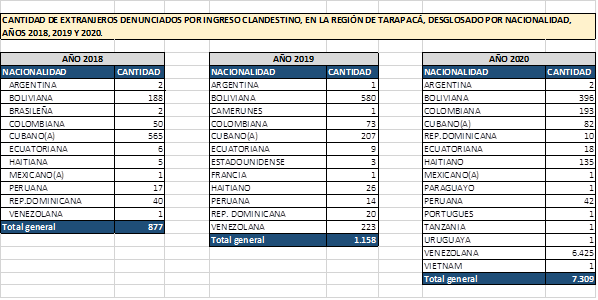 CANTIDAD DE EXTRANJEROS DENUNCIADOS POR INGRESO CLANDESTINO, EN LA REGIÓN DE TARAPACÁ, DESGLOSADO POR NACIONALIDAD,
AÑOS 2018, 2019 Y 2020.
AÑO 2018
NACIONALIDAD CANTIDAD
ARGENTINA 2
BOLIVIANA 188
BRASILEÑA 2
COLOMBIANA 50
CUBANO(A) 565
ECUATORIANA 6
HAITIANA 5
MEXICANO(A) 1
PERUANA 17
REP.DOMINICANA 40
VENEZOLANA 1
Total general 877
AÑO 2019
NACIONALIDAD CANTIDAD
ARGENTINA 1
BOLIVIANA 580
CAMERUNES 1
COLOMBIANA 73
CUBANO(A) 207
ECUATORIANA 9
ESTADOUNIDENSE 3
FRANCIA 1
HAITIANO 26
PERUANA 14
REP. DOMINICANA 20
VENEZOLANA 223
Total general 1.158
AÑO 2020
NACIONALIDAD CANTIDAD
ARGENTINA 2
BOLIVIANA 396
COLOMBIANA 193
CUBANO(A) 82
REP.DOMINICANA 10
ECUATORIANA 18
HAITIANO 135
MEXICANO(A) 1
PARAGUAYO 1
PERUANA 42
PORTUGUES 1
TANZANIA 1
URUGUAYA 1
VENEZOLANA 6.425
VIETNAM 1
Total general 7.309